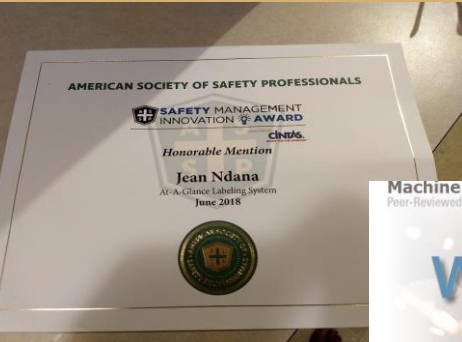 AMERICAN SOCIETY OF SAFETY PROFESSIONALS
SAFETY MANAGEMENT
INNOVATION AWARD
CINTAS
Honorable Mention
Jean Ndana
At-A-Glance Labeling System
June 2018
Machine
Peer-Reviewed